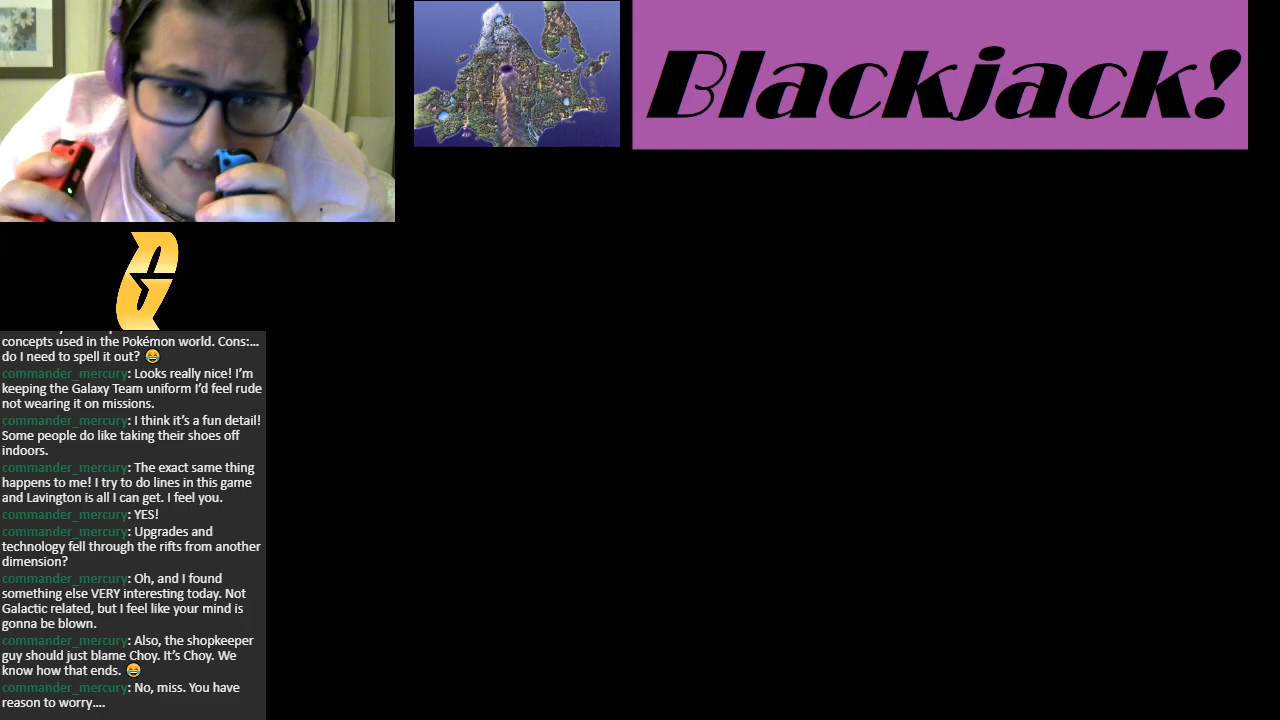 Blackjack!
concepts used in the Pokémon world. Cons:...
do I need to spell it out? 😂
commander_mercury: Looks really nice! I'm
keeping the Galaxy Team uniform I'd feel rude
not wearing it on missions.
commander_mercury: I think it's a fun detail!
Some people do like taking their shoes off
indoors.
commander_mercury: The exact same thing
happens to me! I try to do lines in this game
and Lavington is all I can get. I feel you.
commander_mercury: YES!
commander_mercury: Upgrades and
technology fell through the rifts from another
dimension?
commander_mercury: Oh, and I found
something else VERY interesting today. Not
Galactic related, but I feel like your mind is
gonna be blown.
commander_mercury: Also, the shopkeeper
guy should just blame Choy. It's Choy. We
know how that ends. 😂
commander_mercury: No, miss. You have
reason to worry....